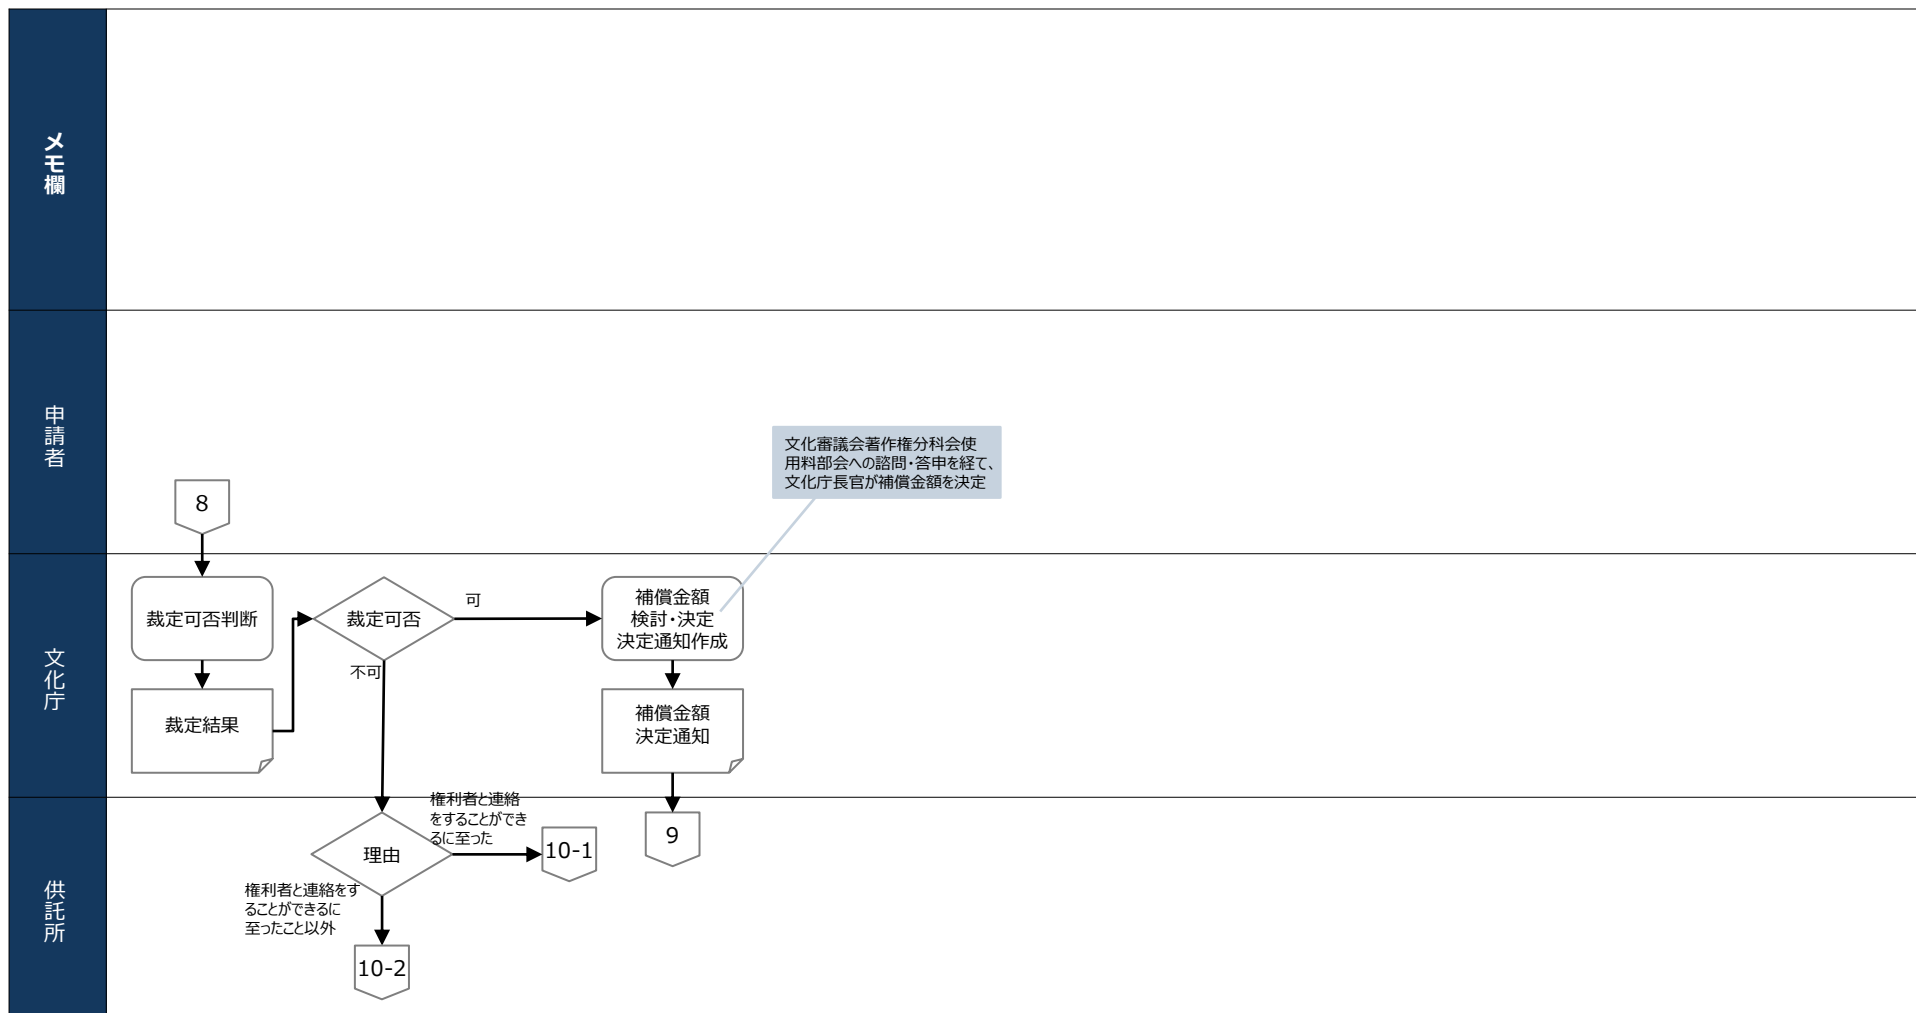 メモ欄
申請者
文化審議会著作権分科会使
用料部会への諮問・答申を経て、
文化庁長官が補償金額を決定
8
文化庁
裁定可否判断
裁定可否
可
補償金額
検討・決定
決定通知作成
不可
裁定結果
補償金額
決定通知
供託所
権利者と連絡
をすることができ
るに至った
理由
10-1
9
権利者と連絡をす
ることができるに
至ったこと以外
10-2